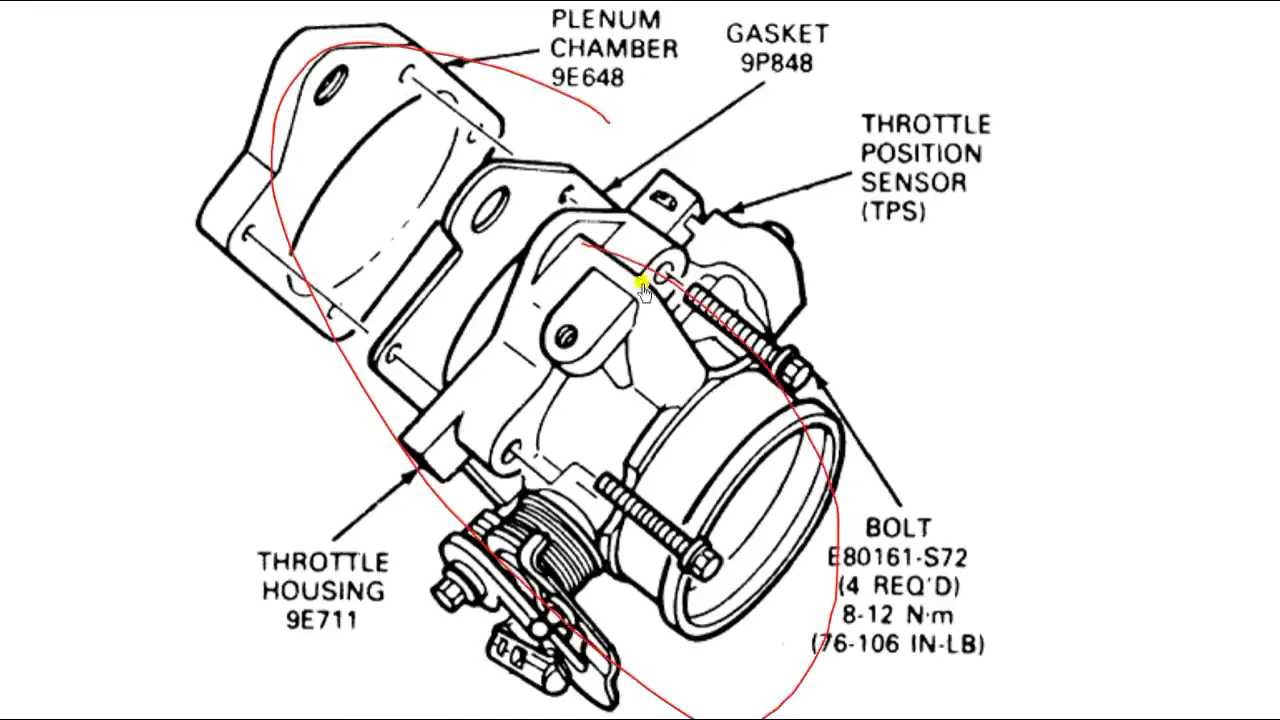 PLENUM
CHAMBER
9E648
GASKET
9P848
THROTTLE
POSITION
SENSOR
(TPS)
THROTTLE
HOUSING
9E711
BOLT
E80161-S72
(4 REQ'D)
8-12 N·m
(76-106 IN-LB)